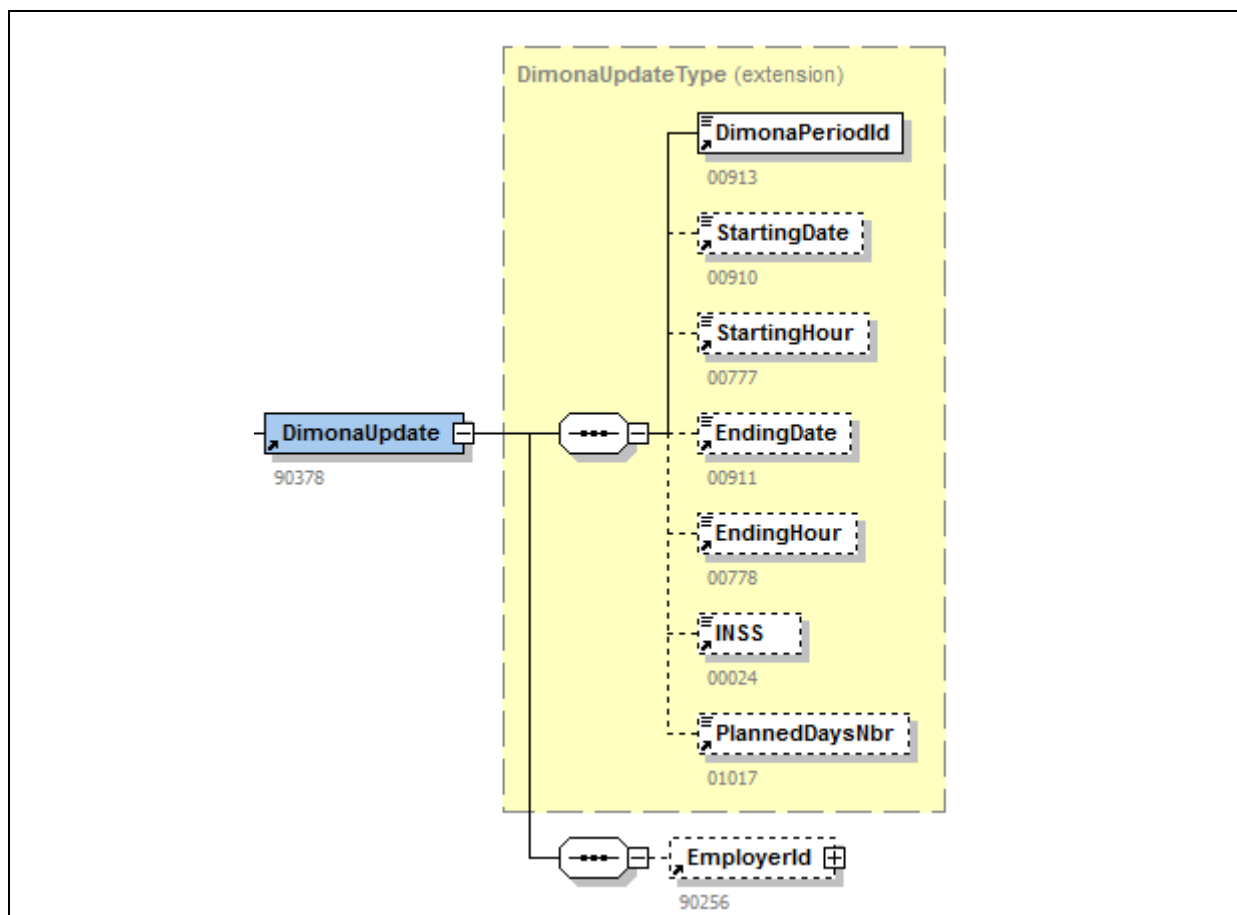 DimonaUpdateType (extension)
DimonaPeriodId
00913
StartingDate
00910
StartingHour
00777
DimonaUpdate
90378
EndingDate
00911
EndingHour
00778
INSS
00024
PlannedDaysNbr
01017
EmployerId
90256